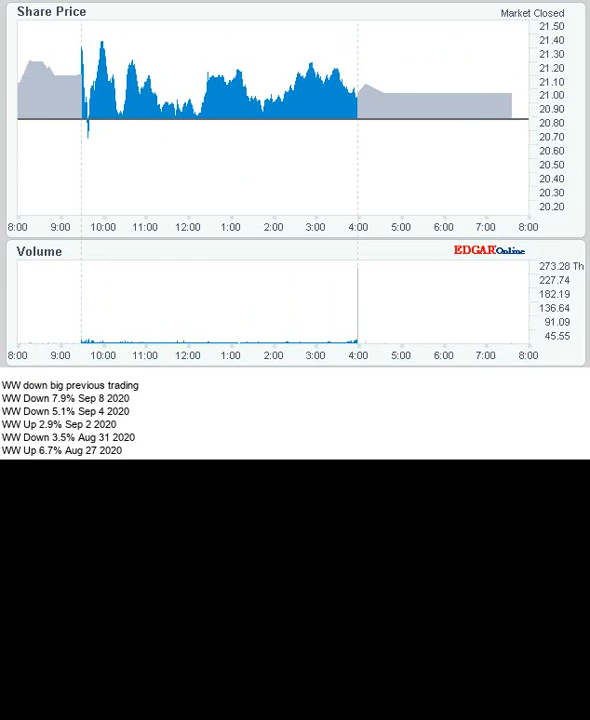 Share Price
Market Closed
21.50
21.40
21.30
21.20
21.10
21.00
20.90
20.80
20.70
20.60
20.50
20.40
20.30
20.20
8:00 9:00 10:00 11:00 12:00 1:00 2:00 3:00 4:00 5:00 6:00 7:00 8:00
Volume
EDGAROnline
273.28 Th
227.74
182.19
136.64
91.09
45.55
8:00 9:00 10:00 11:00 12:00 1:00 2:00 3:00 4:00 5:00 6:00 7:00 8:00
WW down big previous trading
WW Down 7.9% Sep 8 2020
WW Down 5.1% Sep 4 2020
WW Up 2.9% Sep 2 2020
WW Down 3.5% Aug 31 2020
WW Up 6.7% Aug 27 2020